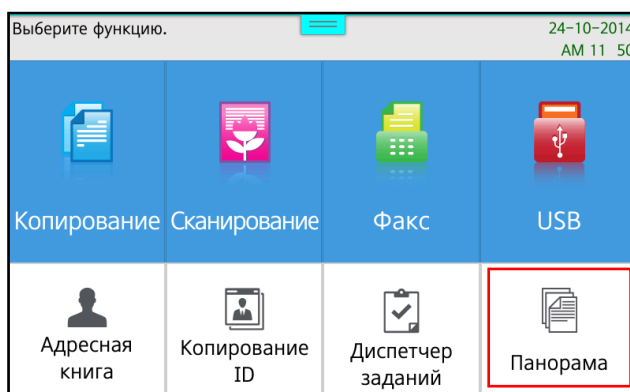 Выберите функцию.
24-10-2014
AM 11 50
Копирование
Сканирование
Факс
USB
Адресная
книга
Копирование
ID
Диспетчер
заданий
Панорама